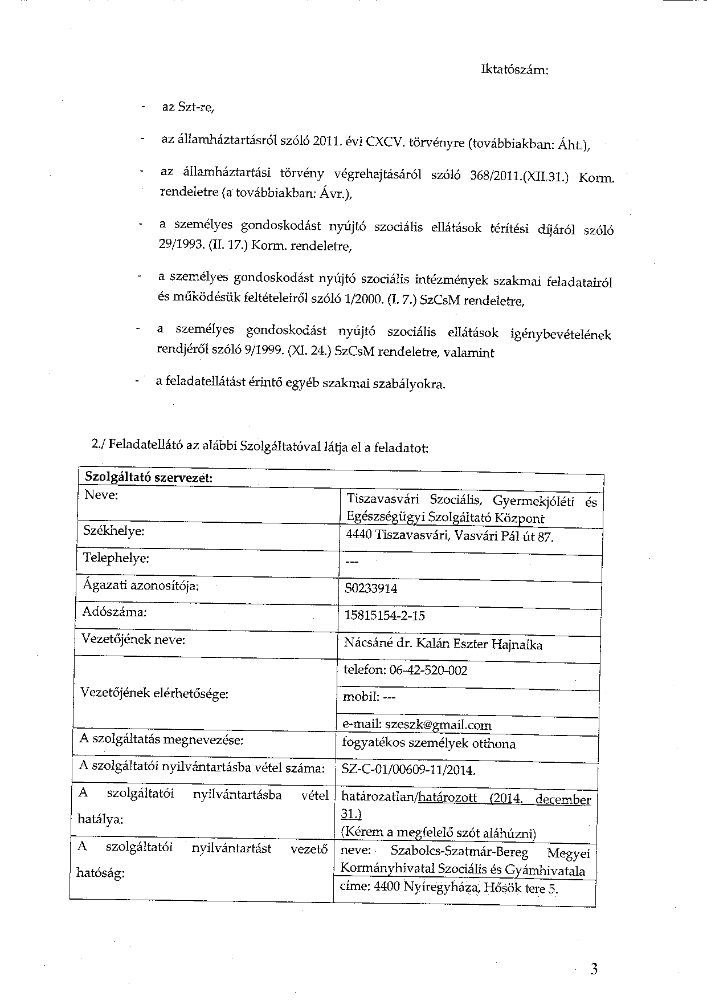 Iktatószám:
- az Szt-re,
- az államháztartásról szóló 2011. évi CXCV. törvényre (továbbiakban: Áht.),
- az államháztartási törvény végrehajtásáról szóló 368/2011.(XII.31.) Korm.
rendeletre (a továbbiakban: Ávr.),
- a személyes gondoskodást nyújtó szociális ellátások térítési díjáról szóló
29/1993. (II. 17.) Korm. rendeletre,
- a személyes gondoskodást nyújtó szociális intézmények szakmai feladatairól
és működésük feltételeiről szóló 1/2000. (I. 7.) SzCsM rendeletre,
- a személyes gondoskodást nyújtó szociális ellátások igénybevételének
rendjéről szóló 9/1999. (XI. 24.) SzCsM rendeletre, valamint
- a feladatellátást érintő egyéb szakmai szabályokra.
2./ Feladatellátó az alábbi Szolgáltatóval látja el a feladatot:
Szolgáltató szervezet:
Neve: Tiszavasvári Szociális, Gyermekjóléti és
Egészségügyi Szolgáltató Központ
Székhelye: 4440 Tiszavasvári, Vasvári Pál út 87.
Telephelye: ---
Ágazati azonosítója: S0233914
Adószáma: 15815154-2-15
Vezetőjének neve: Nácsáné dr. Kalán Eszter Hajnalka
telefon: 06-42-520-002
Vezetőjének elérhetősége: mobil: ---
e-mail: szeszk@gmail.com
A szolgáltatás megnevezése: fogyatékos személyek otthona
A szolgáltatói nyilvántartásba vétel száma: SZ-C-01/00609-11/2014.
A szolgáltatói nyilvántartásba vétel határozatlan/határozott (2014. december
hatálya: 31.)
(Kérem a megfelelő szót aláhúzni)
A szolgáltatói nyilvántartást vezető neve: Szabolcs-Szatmár-Bereg Megyei
hatóság: Kormányhivatal Szociális és Gyámhivatala
címe: 4400 Nyíregyháza, Hősök tere 5.
3